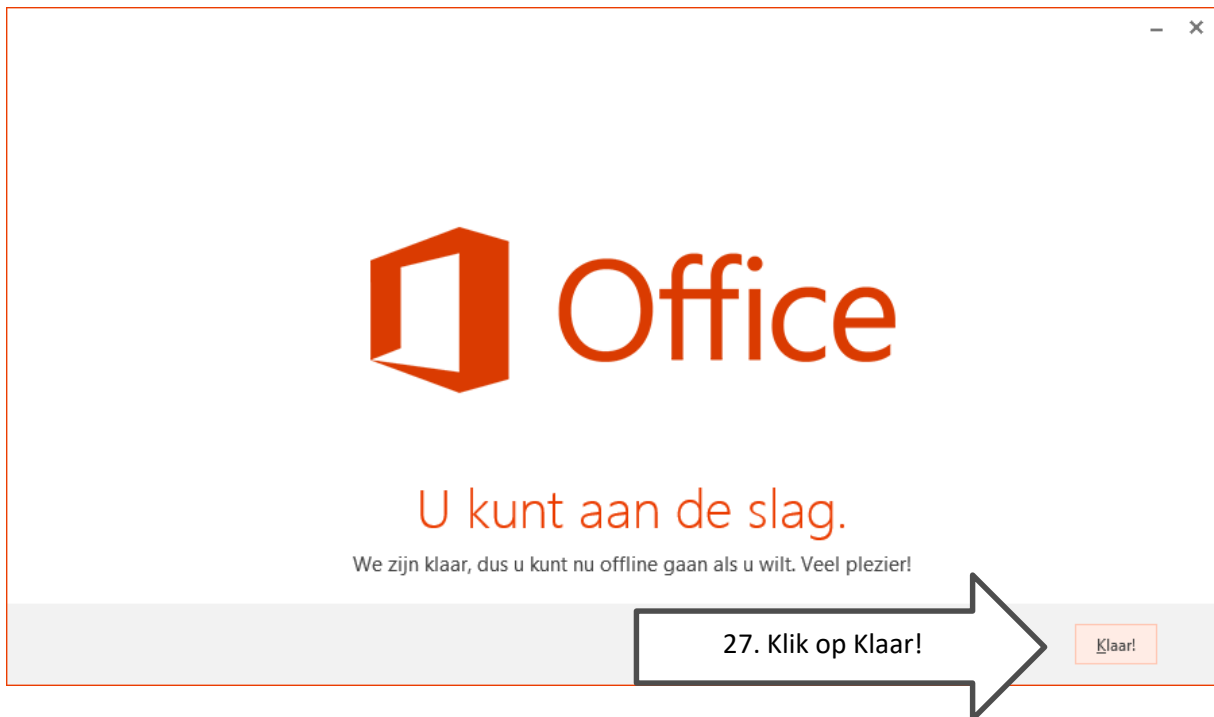 Office
U kunt aan de slag.
We zijn klaar, dus u kunt nu offline gaan als u wilt. Veel plezier!
27. Klik op Klaar!
Klaar!